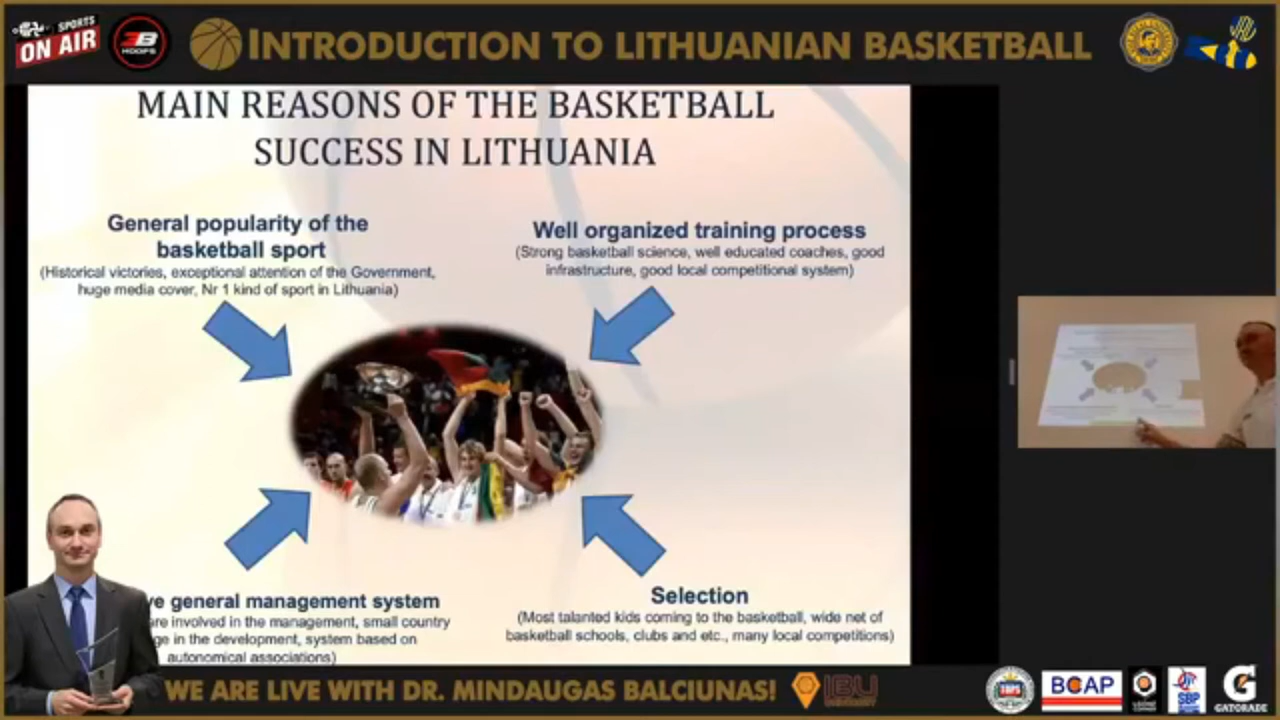 SPORTS
ON AIR
3B
HOOPS
INTRODUCTION TO LITHUANIAN BASKETBALL
MAIN REASONS OF THE BASKETBALL
SUCCESS IN LITHUANIA
General popularity of the
basketball sport
(Historical victories, exceptional attention of the Government,
huge media cover, Nr 1 kind of sport in Lithuania)
Well organized training process
(Strong basketball science, well educated coaches, good
infrastructure, good local competitional system)
ve general management system
are involved in the management, small country
ge in the development, system based on
autonomical associations)
Selection
(Most talanted kids coming to the basketball, wide net of
basketball schools, clubs and etc., many local competitions)
WE ARE LIVE WITH DR. MINDAUGAS BALCIUNAS!
IBU
BCAP
SBP
G
GATORADE